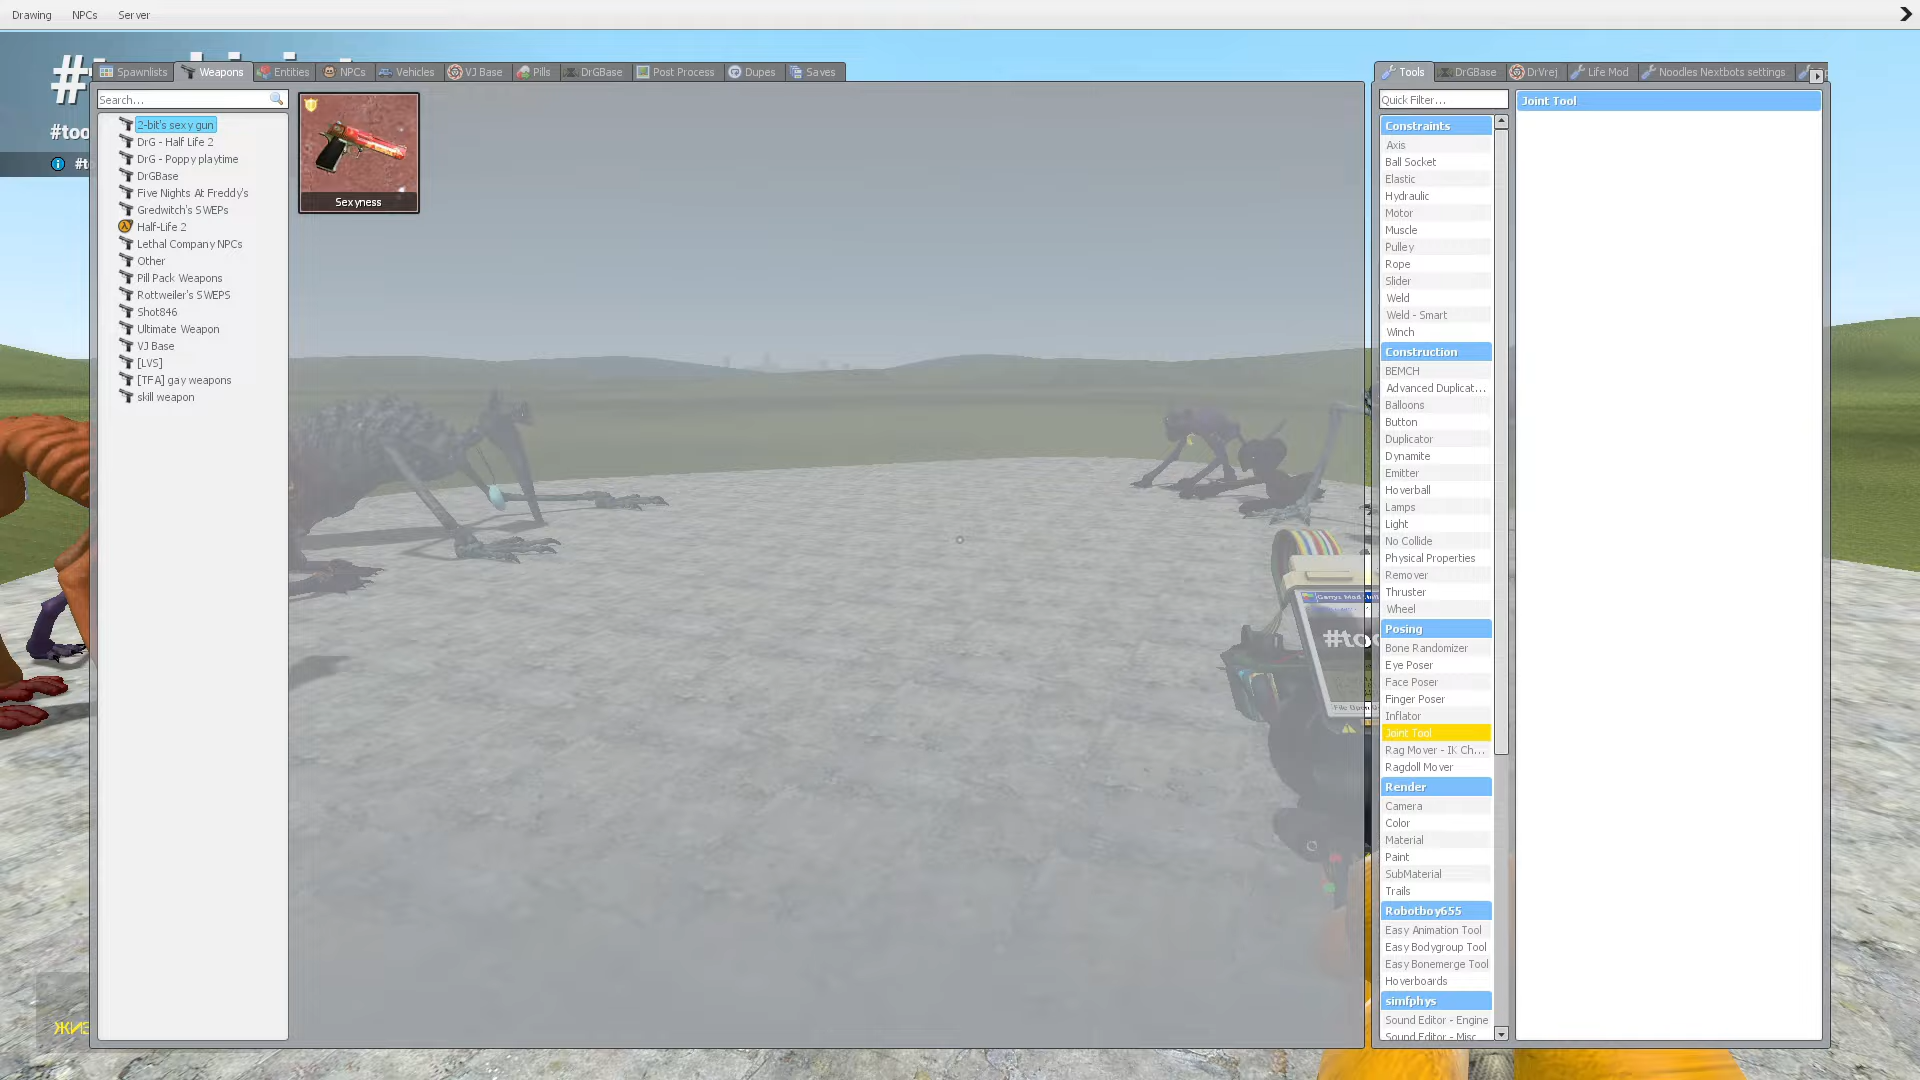 Drawing NPCs Server
Spawnlists Weapons Entities NPCs Vehicles VJ Base Pills DrGBase Post Process Dupes Saves
Search...
2-bit's sexy gun
DrG - Half Life 2
DrG - Poppy playtime
DrGBase
Five Nights At Freddy's
Gredwitch's SWEPs
Half-Life 2
Lethal Company NPCs
Other
Pill Pack Weapons
Rottweiler's SWEPS
Shot846
Ultimate Weapon
VJ Base
[LVS]
[TFA] gay weapons
skill weapon
Sexyness
#too
#to
ЖИЗ
#too
Tools DrGBase DrVrej Life Mod Noodles Nextbots settings
Quick Filter...
Constraints
Axis
Ball Socket
Elastic
Hydraulic
Motor
Muscle
Pulley
Rope
Slider
Weld
Weld - Smart
Winch
Construction
BEMCH
Advanced Duplicat...
Balloons
Button
Duplicator
Dynamite
Emitter
Hoverball
Lamps
Light
No Collide
Physical Properties
Remover
Thruster
Wheel
Posing
Bone Randomizer
Eye Poser
Face Poser
Finger Poser
Inflator
Joint Tool
Rag Mover - IK Ch...
Ragdoll Mover
Render
Camera
Color
Material
Paint
SubMaterial
Trails
Robotboy655
Easy Animation Tool
Easy Bodygroup Tool
Easy Bonemerge Tool
Hoverboards
simfphys
Sound Editor - Engine
Sound Editor - Misc
Joint Tool